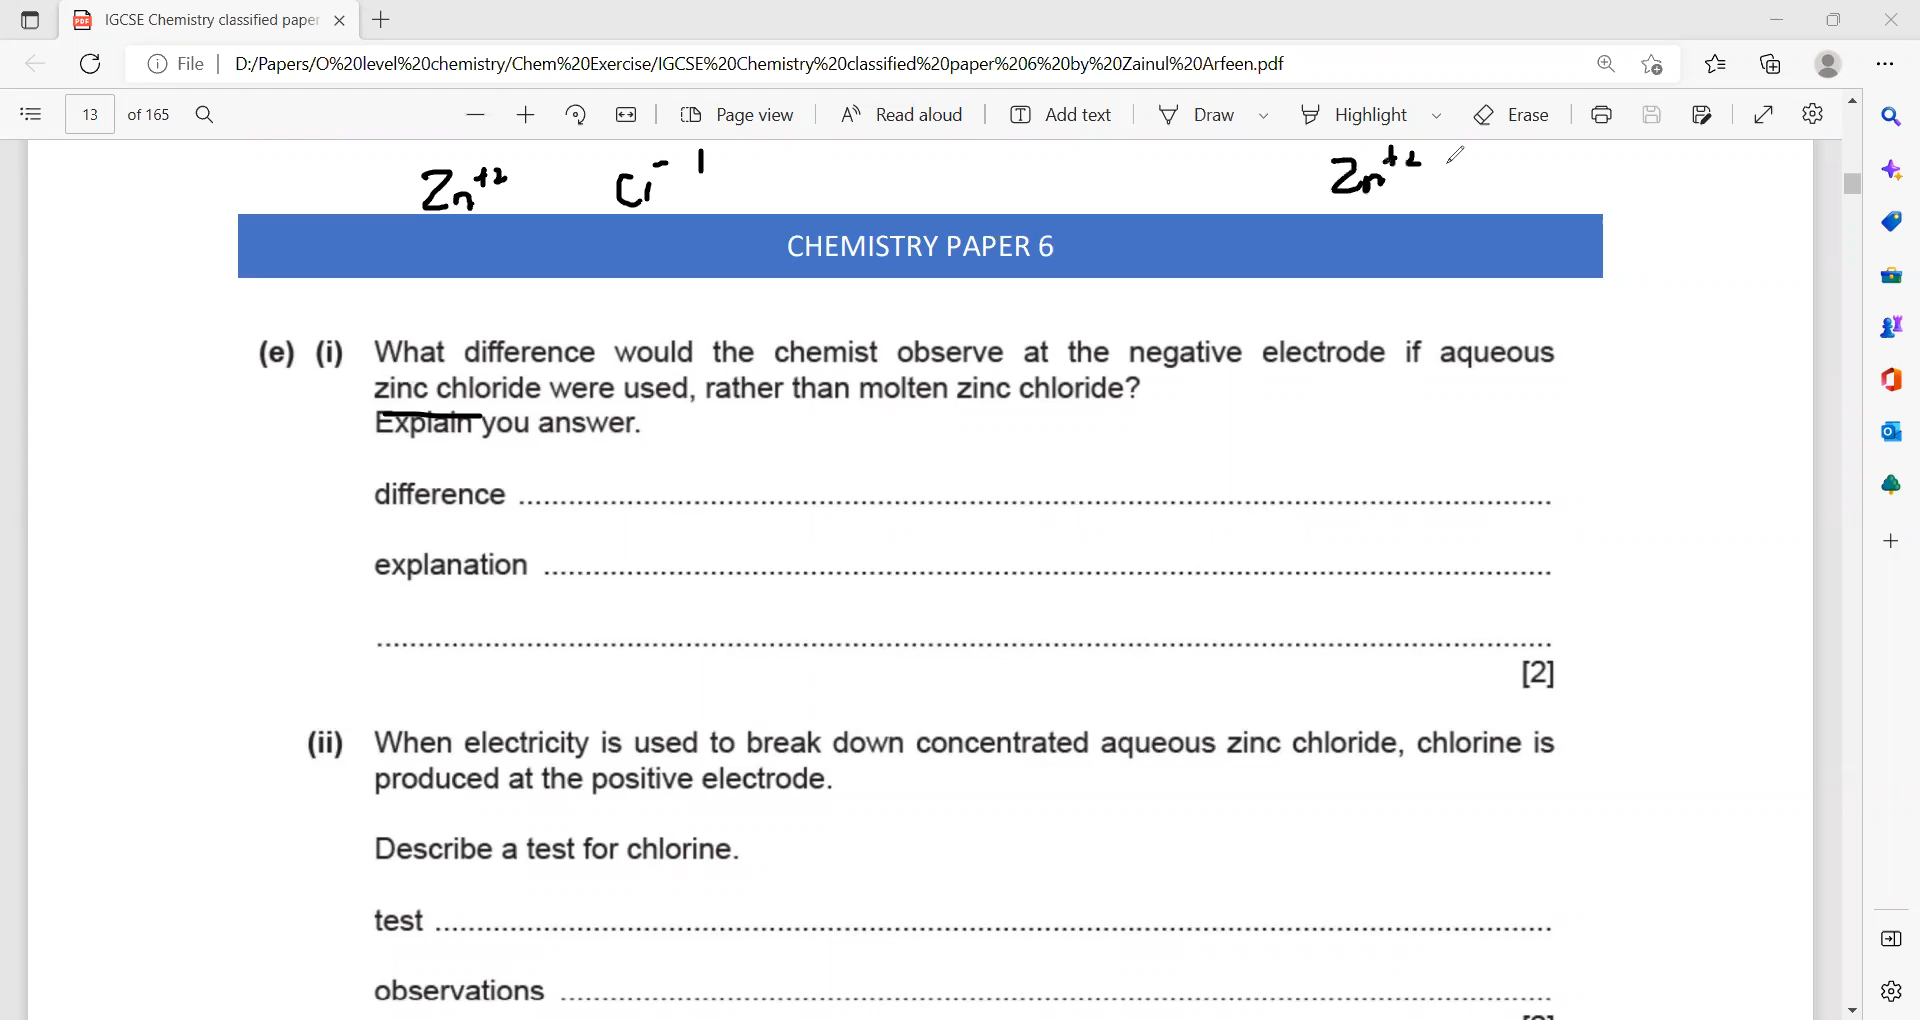 IGCSE Chemistry classified paper
File
D:/Papers/O%20level%20chemistry/Chem%20Exercise/IGCSE%20Chemistry%20classified%20paper%206%20by%20Zainul%20Arfeen.pdf
13 of 165
Page view
Read aloud
Add text
Draw
Highlight
Erase
Zn+2 Cl- 1 Zn+2
CHEMISTRY PAPER 6
(e) (i) What difference would the chemist observe at the negative electrode if aqueous
zinc chloride were used, rather than molten zinc chloride?
Explain you answer.
difference
explanation
[2]
(ii) When electricity is used to break down concentrated aqueous zinc chloride, chlorine is
produced at the positive electrode.
Describe a test for chlorine.
test
observations